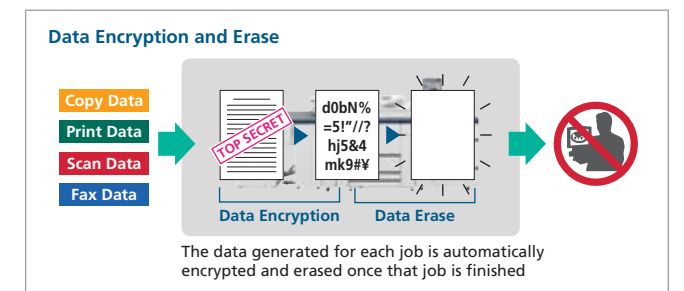 Data Encryption and Erase
Copy Data
Print Data
Scan Data
Fax Data
TOP SECRET
d0bN%
=5!”//?
hj5&4
mk9#¥
Data Encryption
Data Erase
The data generated for each job is automatically
encrypted and erased once that job is finished